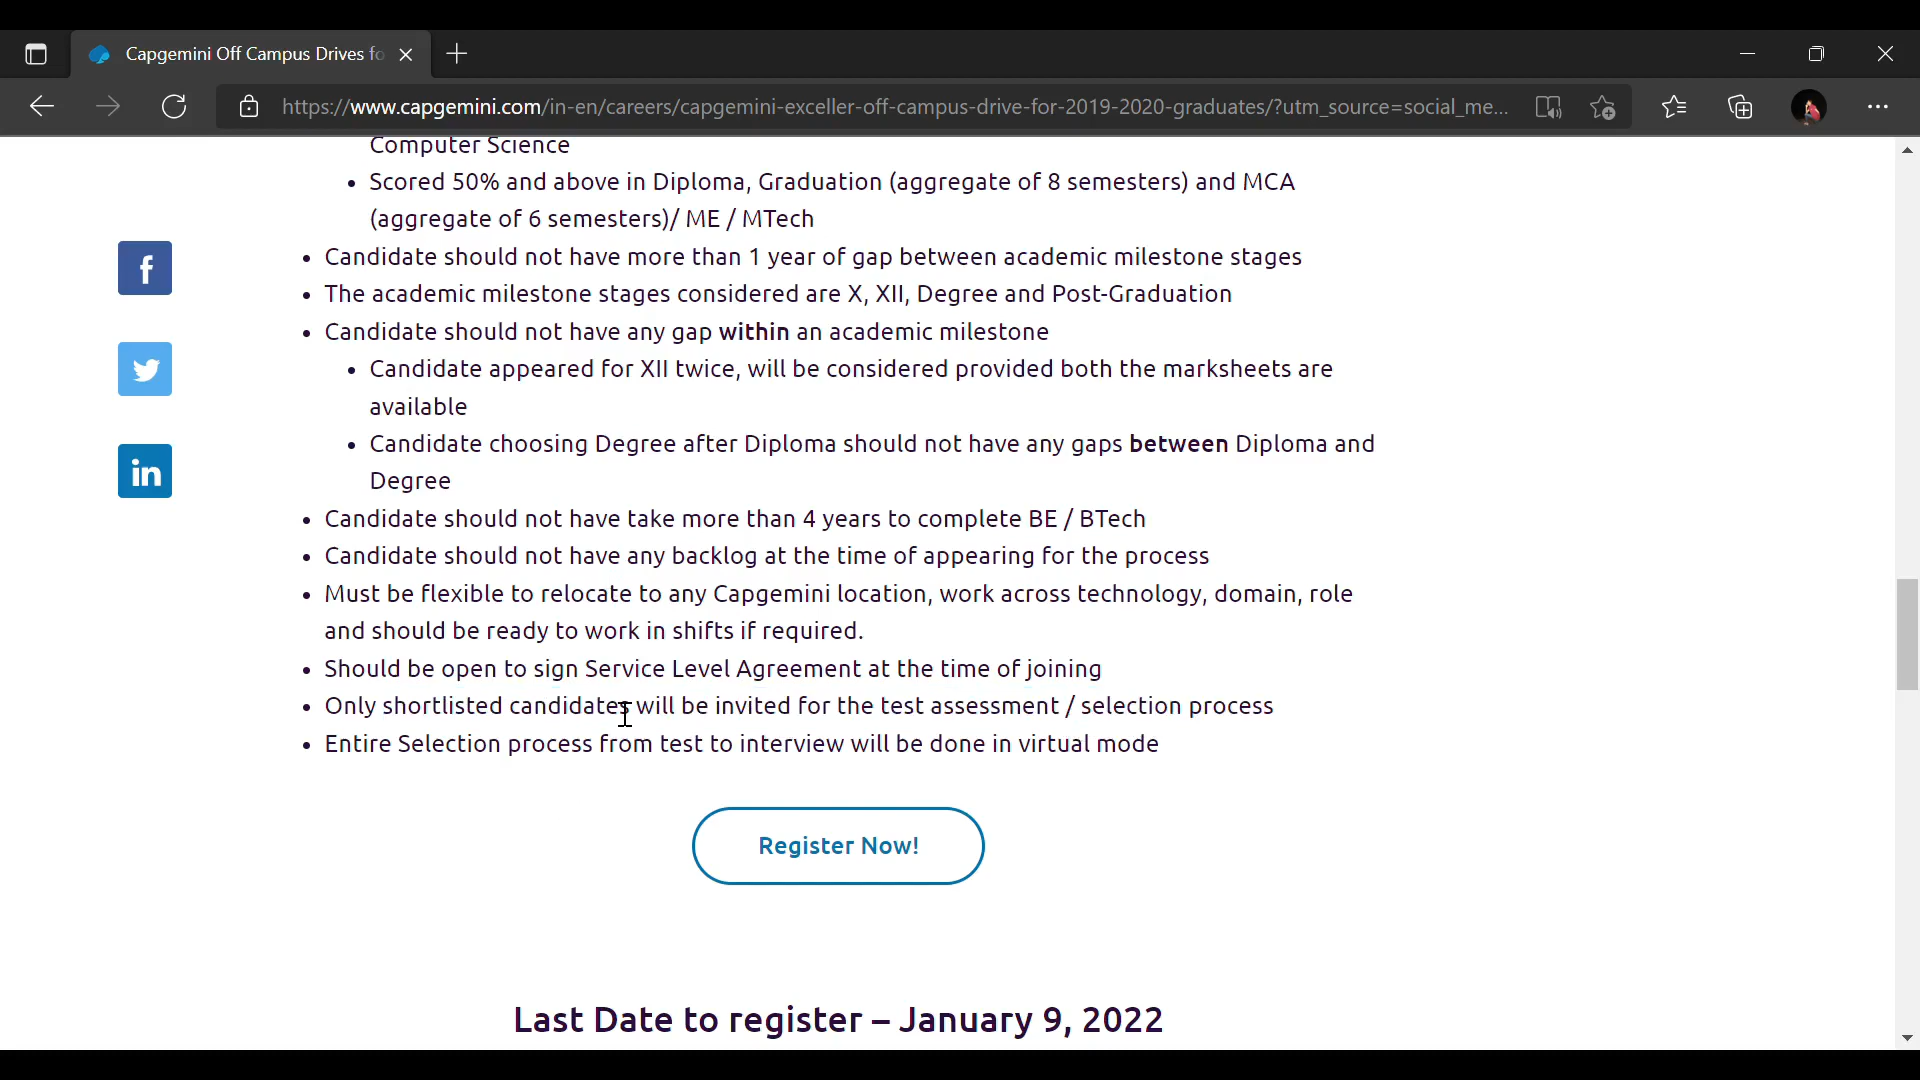 Capgemini Off Campus Drives fo
https://www.capgemini.com/in-en/careers/capgemini-exceller-off-campus-drive-for-2019-2020-graduates/?utm_source=social_me...
Computer Science
• Scored 50% and above in Diploma, Graduation (aggregate of 8 semesters) and MCA
(aggregate of 6 semesters)/ ME / MTech
• Candidate should not have more than 1 year of gap between academic milestone stages
• The academic milestone stages considered are X, XII, Degree and Post-Graduation
• Candidate should not have any gap within an academic milestone
• Candidate appeared for XII twice, will be considered provided both the marksheets are
available
• Candidate choosing Degree after Diploma should not have any gaps between Diploma and
Degree
• Candidate should not have take more than 4 years to complete BE / BTech
• Candidate should not have any backlog at the time of appearing for the process
• Must be flexible to relocate to any Capgemini location, work across technology, domain, role
and should be ready to work in shifts if required.
• Should be open to sign Service Level Agreement at the time of joining
• Only shortlisted candidates will be invited for the test assessment / selection process
• Entire Selection process from test to interview will be done in virtual mode
Register Now!
Last Date to register – January 9, 2022